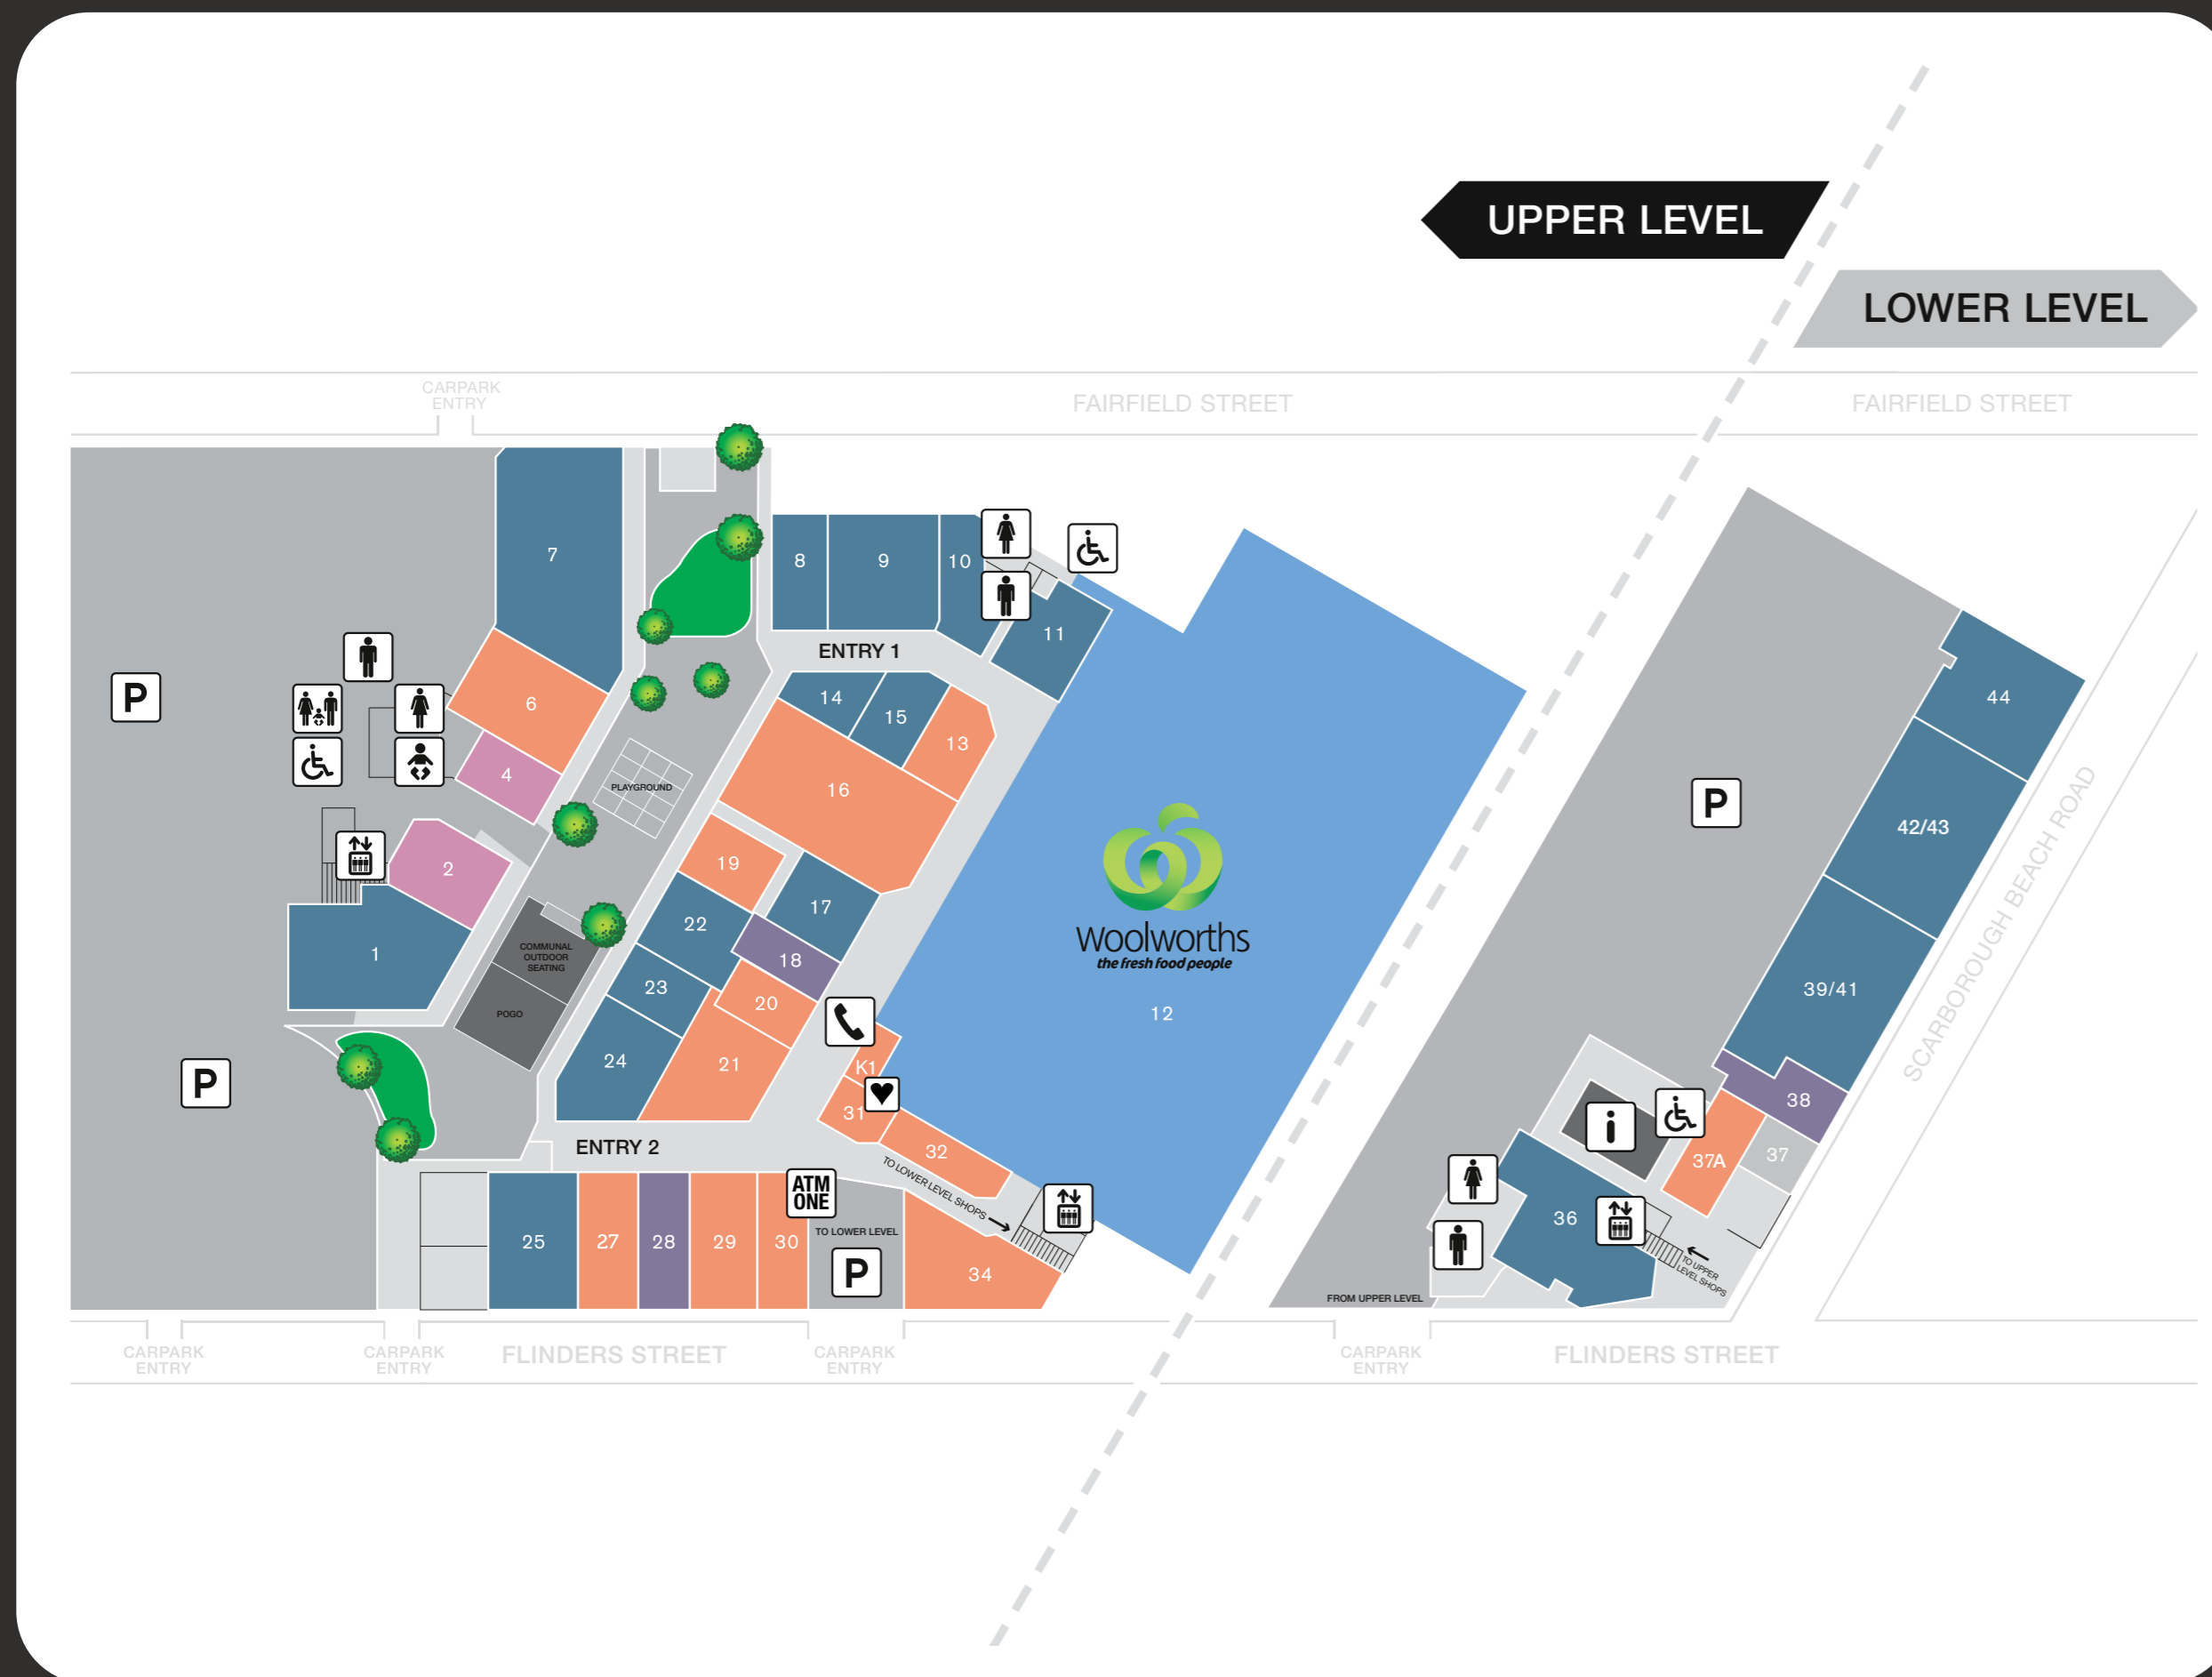 UPPER LEVEL
LOWER LEVEL
CARPARK
ENTRY
FAIRFIELD STREET
FAIRFIELD STREET
7
8
9
10
11
ENTRY 1
6
4
14
15
13
16
PLAYGROUND
2
1
19
17
22
18
COMMUNAL
OUTDOOR
SEATING
POGO
23
20
24
21
Woolworths
the fresh food people
12
K1
31
32
ENTRY 2
TO LOWER LEVEL SHOPS
ATM
ONE
25
27
28
29
30
TO LOWER LEVEL
P
34
P
P
P
44
42/43
39/41
SCARBOROUGH BEACH ROAD
38
37
37A
i
36
TO UPPER
LEVEL SHOPS
FROM UPPER LEVEL
CARPARK
ENTRY
CARPARK
ENTRY
FLINDERS STREET
CARPARK
ENTRY
CARPARK
ENTRY
FLINDERS STREET